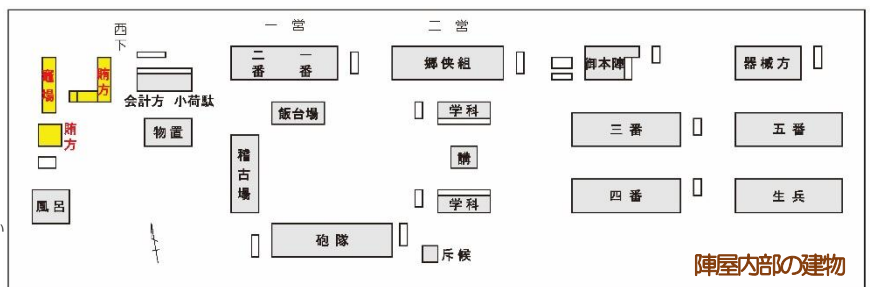 西下
一営
二営
竈場
賄方
会計方 小荷駄
二番 一番
郷侠組
御本陣
器械方
賄方
物置
飯台場
学科
三番
五番
稽古場
講
風呂
学科
四番
生兵
砲隊
斥候
陣屋内部の建物